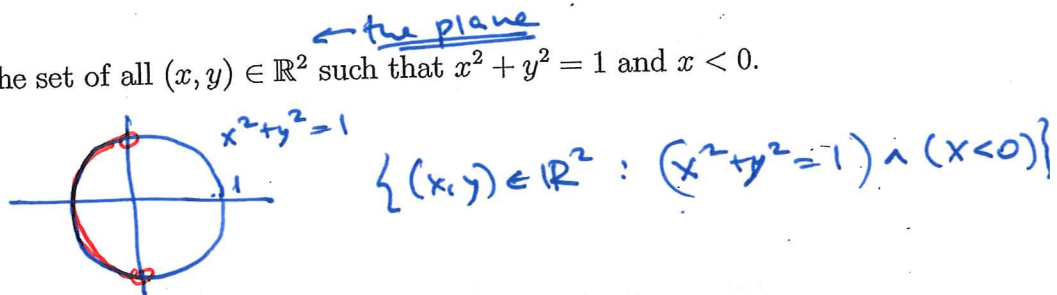 ← the plane
he set of all (x, y) ∈ ℝ² such that x² + y² = 1 and x < 0.
x²+y²=1
{(x,y) ∈ ℝ² : (x²+y²=1) ∧ (x<0)}
1